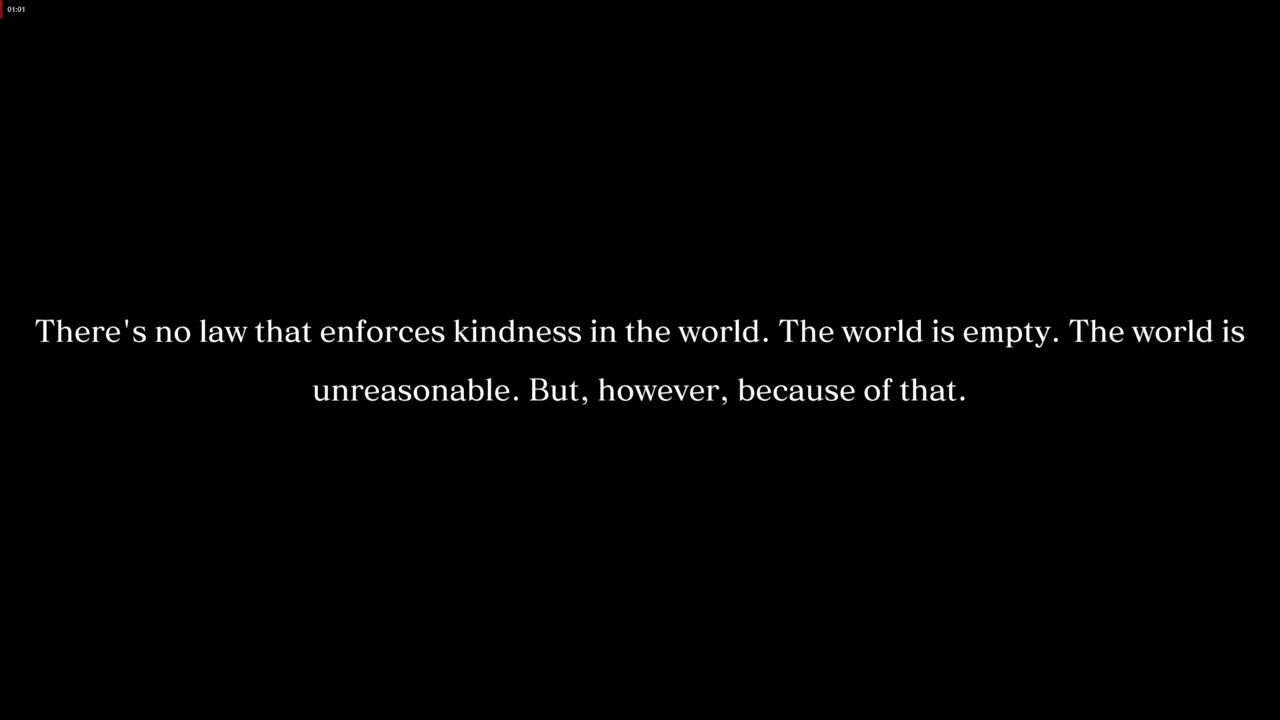 01:01
There's no law that enforces kindness in the world. The world is empty. The world is
unreasonable. But, however, because of that.